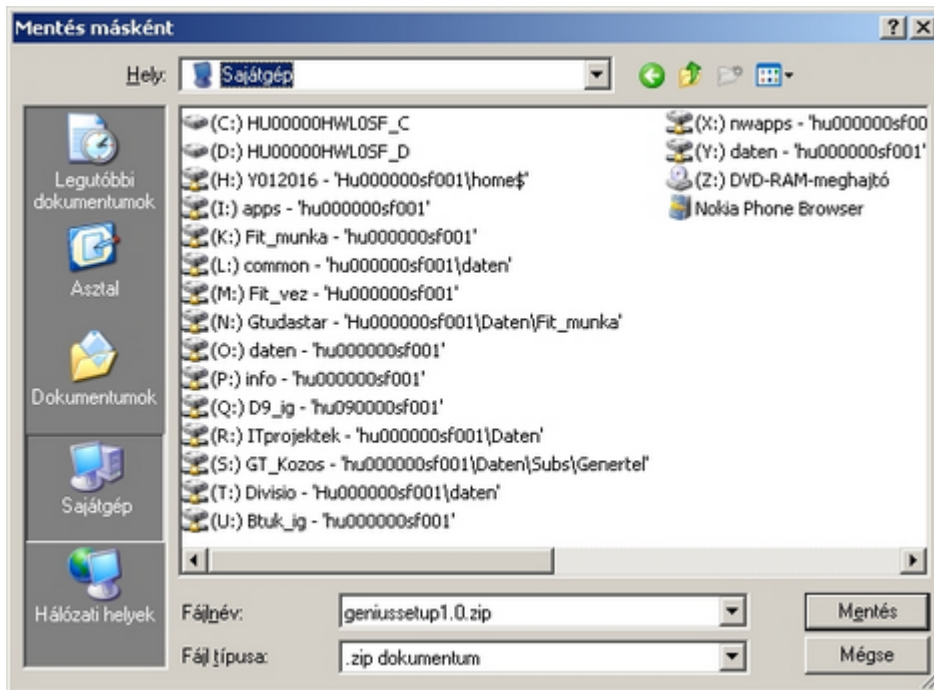 Mentés másként
Hely: Sajátgép
Legutóbbi
dokumentumok
Asztal
Dokumentumok
Sajátgép
Hálózati helyek
(C:) HU00000HWL0SF_C
(D:) HU00000HWL0SF_D
(H:) Y012016 - 'Hu000000sf001\home$'
(I:) apps - 'hu000000sf001'
(K:) Fit_munka - 'hu000000sf001'
(L:) common - 'hu000000sf001\daten'
(M:) Fit_vez - 'Hu000000sf001'
(N:) Gtudastar - 'Hu000000sf001\Daten\Fit_munka'
(O:) daten - 'hu000000sf001'
(P:) info - 'hu000000sf001'
(Q:) D9_ig - 'hu090000sf001'
(R:) ITprojektek - 'hu000000sf001\Daten'
(S:) GT_Kozos - 'hu000000sf001\Daten\Subs\Genertel'
(T:) Divisio - 'Hu000000sf001\daten'
(U:) Btuk_ig - 'hu000000sf001'
(X:) nwapps - 'hu000000sf00
(Y:) daten - 'hu000000sf001'
(Z:) DVD-RAM-meghajtó
Nokia Phone Browser
Fájlnév: geniussetup1.0.zip
Mentés
Fájl típusa: .zip dokumentum
Mégse